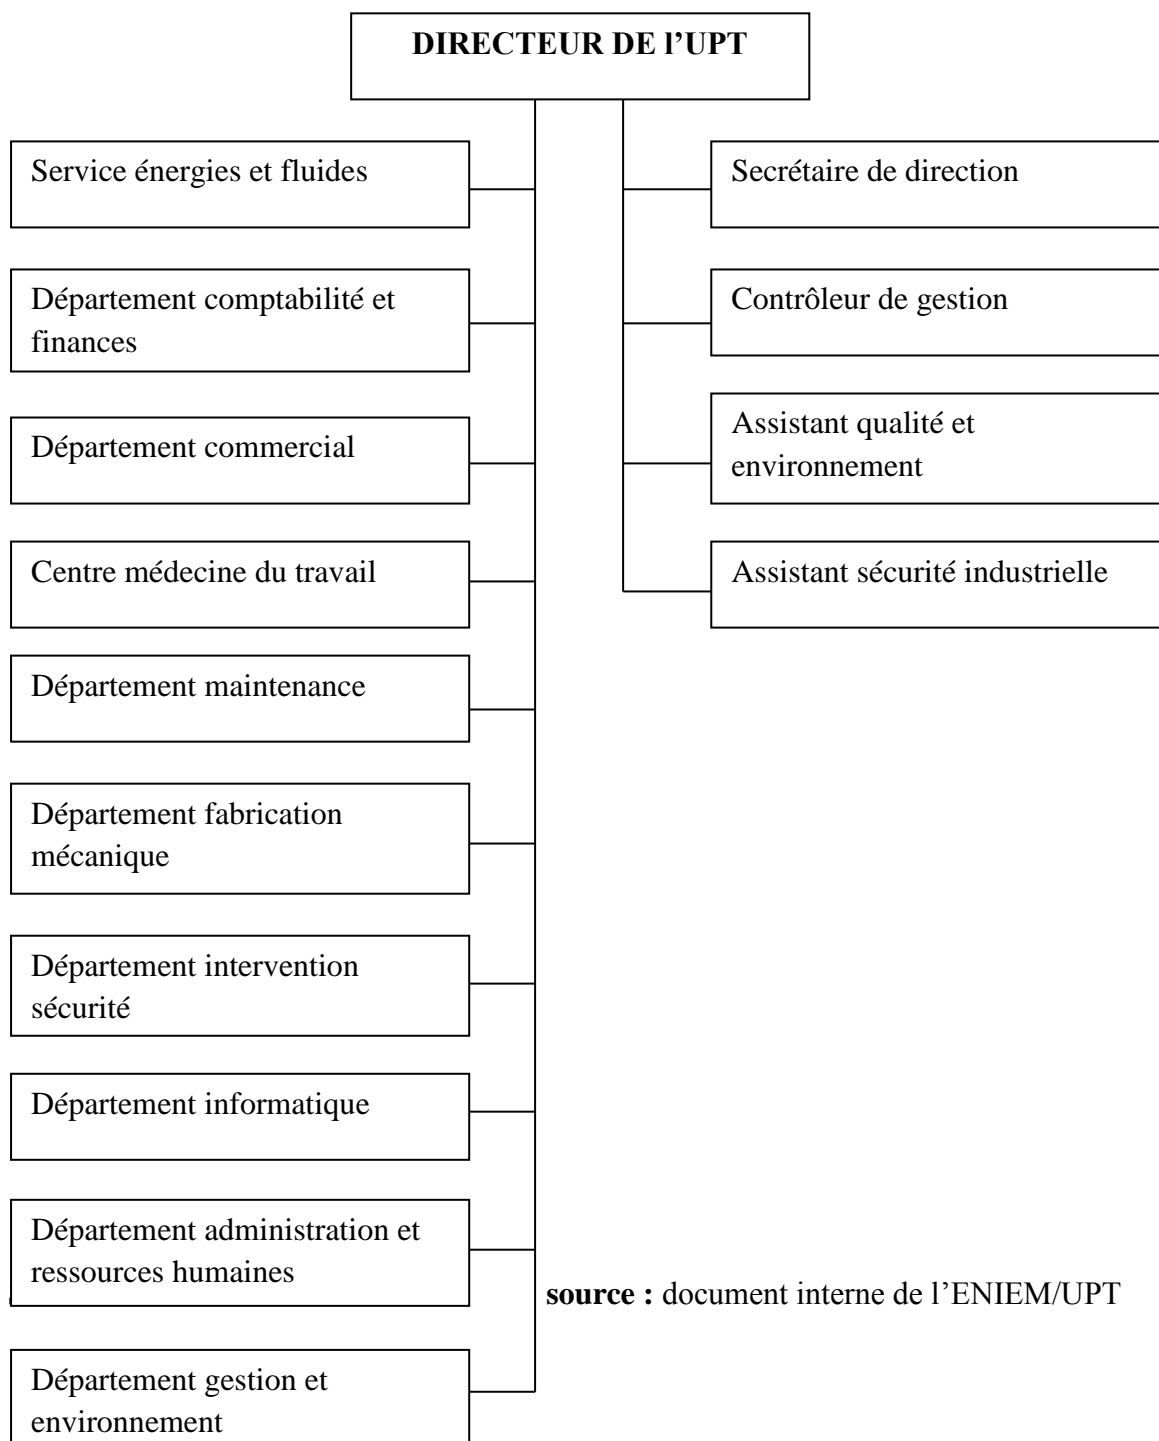 DIRECTEUR DE l’UPT
Service énergies et fluides
Département comptabilité et
finances
Département commercial
Centre médecine du travail
Département maintenance
Département fabrication
mécanique
Département intervention
sécurité
Département informatique
Département administration et
ressources humaines
Département gestion et
environnement
Secrétaire de direction
Contrôleur de gestion
Assistant qualité et
environnement
Assistant sécurité industrielle
source : document interne de l’ENIEM/UPT